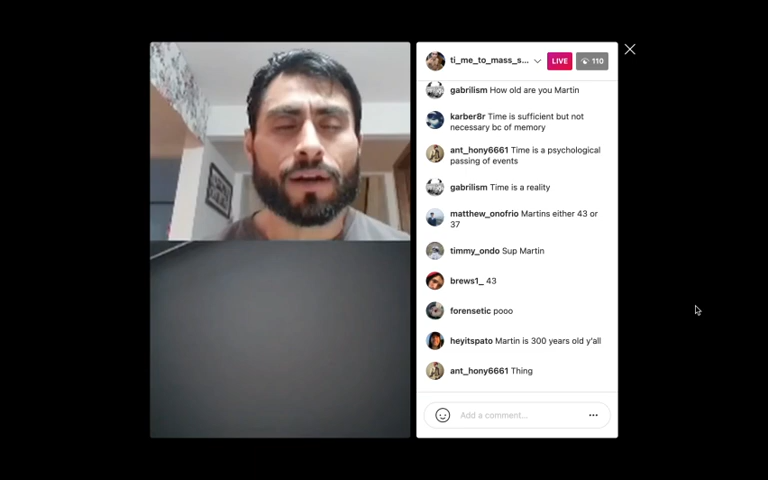 ti_me_to_mass_s...
LIVE
110
gabrilism How old are you Martin
karber8r Time is sufficient but not
necessary bc of memory
ant_hony6661 Time is a psychological
passing of events
gabrilism Time is a reality
matthew_onofrio Martins either 43 or
37
timmy_ondo Sup Martin
brews1_ 43
forensetic pooo
heyitspato Martin is 300 years old y'all
ant_hony6661 Thing
Add a comment...